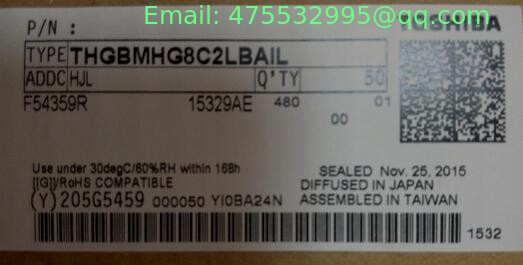 Email: 475532995@qq.com
P/N :
TOSHIBA
TYPE THGBMHG8C2LBAIL
ADDC HJL Q'TY 50
F54359R 15329AE 480 01
00
Use under 30degC/60%RH within 168h
SEALED Nov. 25, 2015
[[G]]/RoHS COMPATIBLE
DIFFUSED IN JAPAN
(Y) 205G5459 000050 YI0BA24N
ASSEMBLED IN TAIWAN
1532